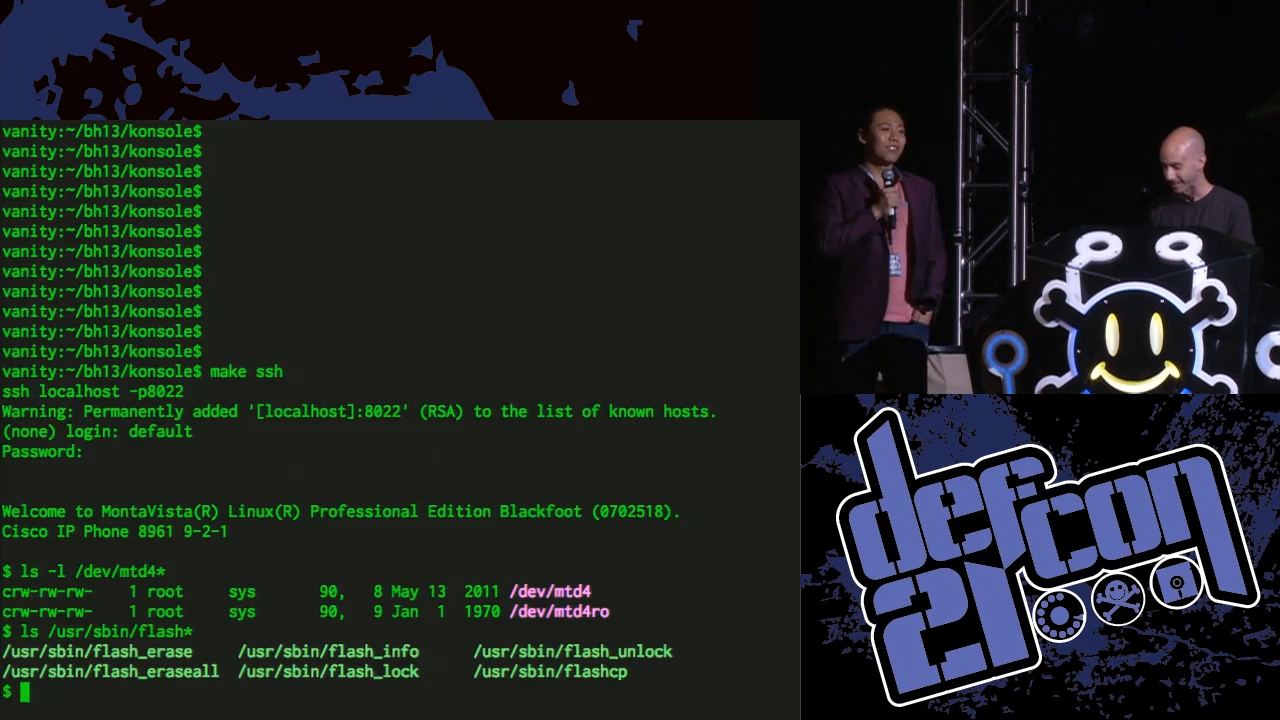 vanity:~/bh13/konsole$
vanity:~/bh13/konsole$
vanity:~/bh13/konsole$
vanity:~/bh13/konsole$
vanity:~/bh13/konsole$
vanity:~/bh13/konsole$
vanity:~/bh13/konsole$
vanity:~/bh13/konsole$
vanity:~/bh13/konsole$
vanity:~/bh13/konsole$
vanity:~/bh13/konsole$
vanity:~/bh13/konsole$
vanity:~/bh13/konsole$ make ssh
ssh localhost -p8022
Warning: Permanently added '[localhost]:8022' (RSA) to the list of known hosts.
(none) login: default
Password:
Welcome to MontaVista(R) Linux(R) Professional Edition Blackfoot (0702518).
Cisco IP Phone 8961 9-2-1
$ ls -l /dev/mtd4*
crw-rw-rw- 1 root sys 90, 8 May 13 2011 /dev/mtd4
crw-rw-rw- 1 root sys 90, 9 Jan 1 1970 /dev/mtd4ro
$ ls /usr/sbin/flash*
/usr/sbin/flash_erase /usr/sbin/flash_info /usr/sbin/flash_unlock
/usr/sbin/flash_eraseall /usr/sbin/flash_lock /usr/sbin/flashcp
$
defcon
21